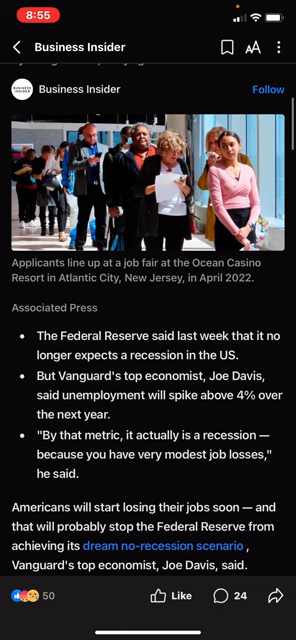 8:55
Business Insider
BUSINESS
INSIDER
Business Insider
Follow
Applicants line up at a job fair at the Ocean Casino
Resort in Atlantic City, New Jersey, in April 2022.
Associated Press
• The Federal Reserve said last week that it no
longer expects a recession in the US.
• But Vanguard's top economist, Joe Davis,
said unemployment will spike above 4% over
the next year.
• "By that metric, it actually is a recession —
because you have very modest job losses,"
he said.
Americans will start losing their jobs soon — and
that will probably stop the Federal Reserve from
achieving its dream no-recession scenario ,
Vanguard's top economist, Joe Davis, said.
50
Like
24
Share